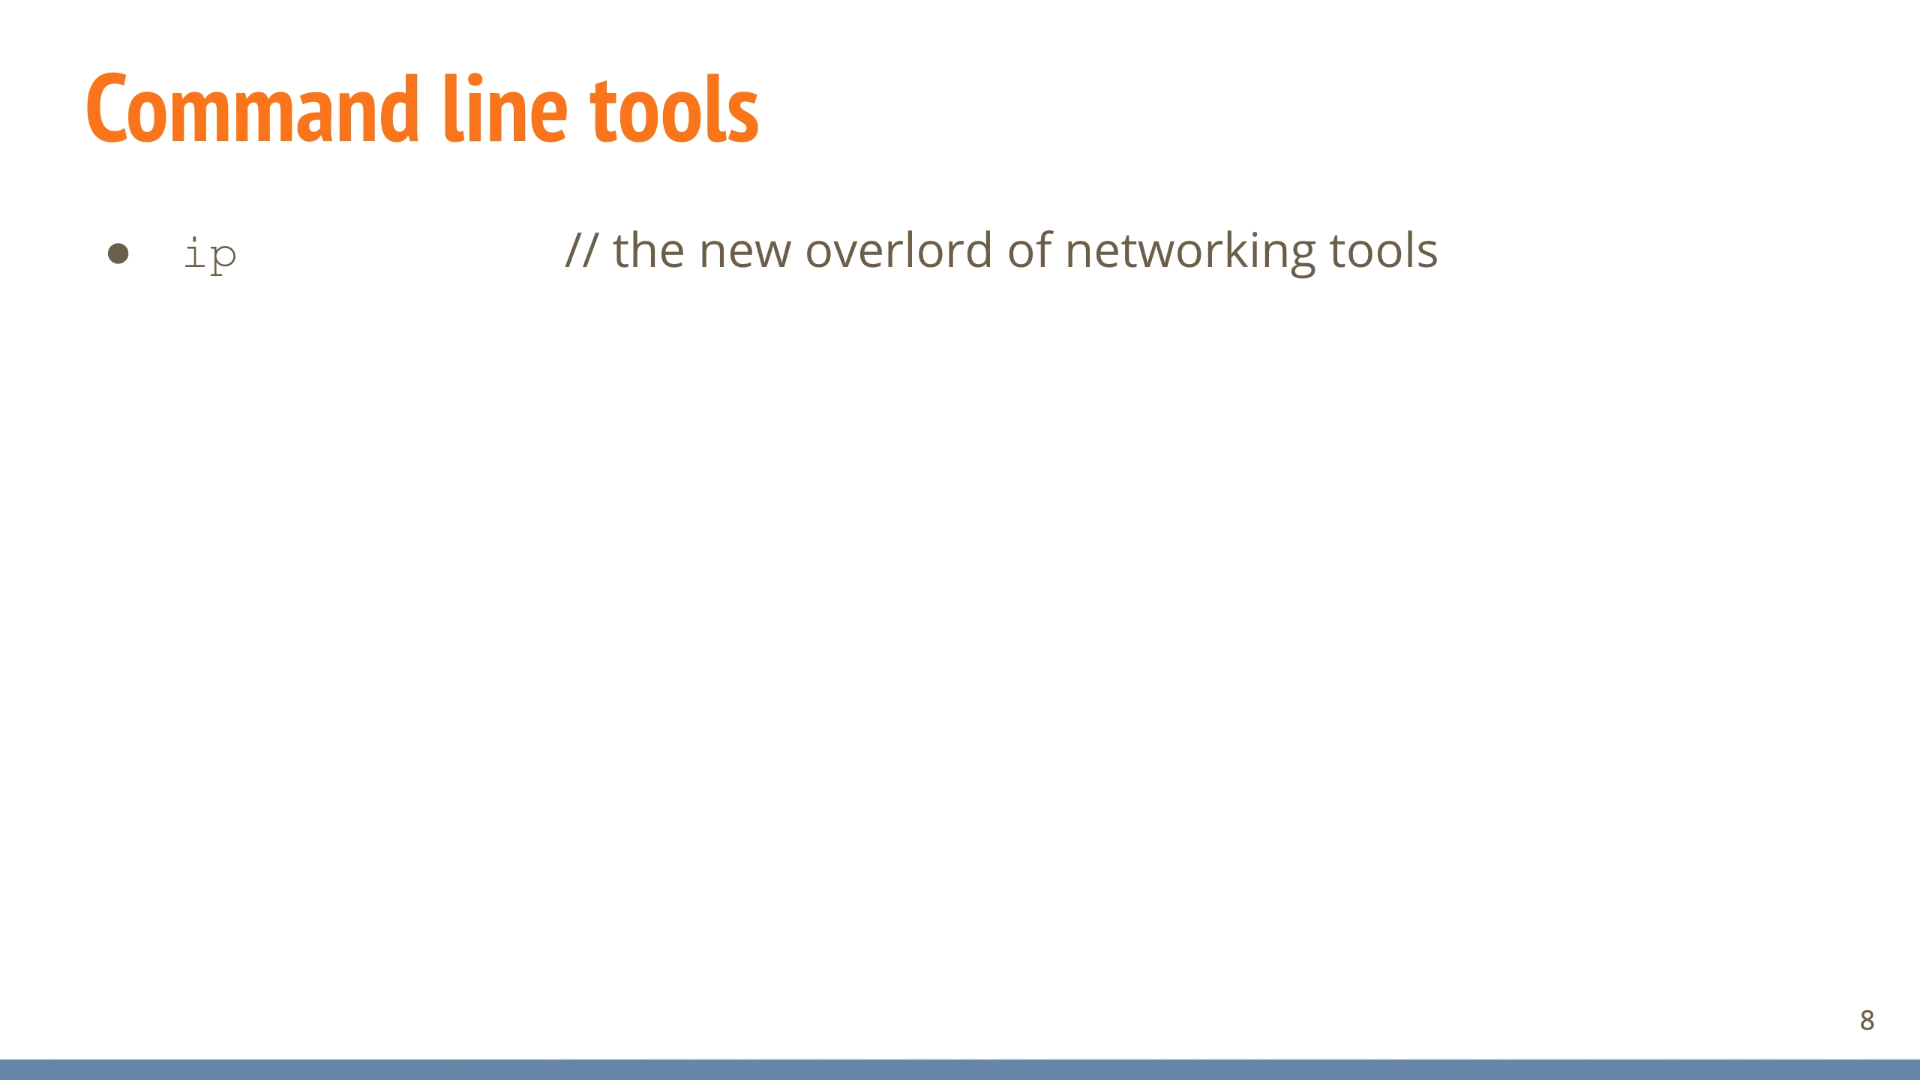 Command line tools
● ip // the new overlord of networking tools
8